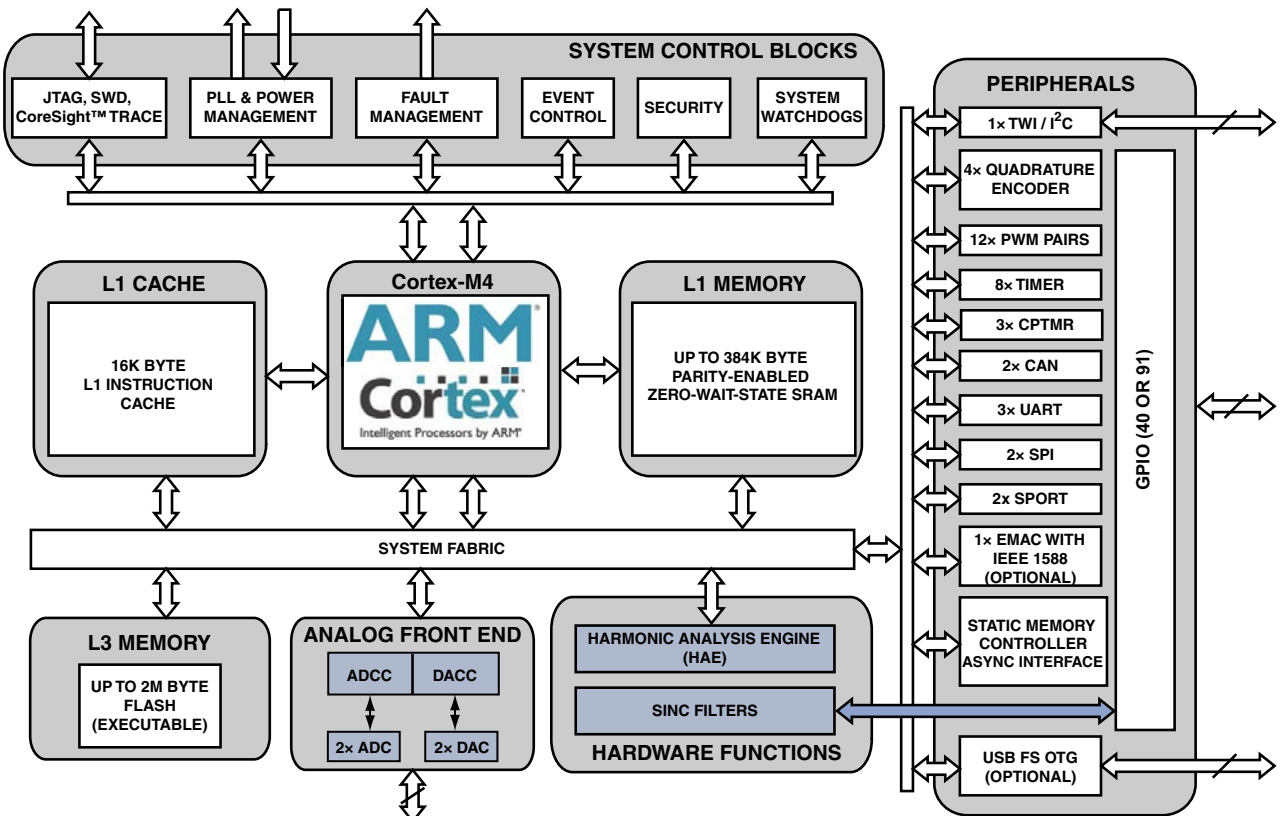 SYSTEM CONTROL BLOCKS
JTAG, SWD,
CoreSight™ TRACE
PLL & POWER
MANAGEMENT
FAULT
MANAGEMENT
EVENT
CONTROL
SECURITY
SYSTEM
WATCHDOGS
L1 CACHE
16K BYTE
L1 INSTRUCTION
CACHE
Cortex-M4
ARM®
Cortex™
Intelligent Processors by ARM®
L1 MEMORY
UP TO 384K BYTE
PARITY-ENABLED
ZERO-WAIT-STATE SRAM
SYSTEM FABRIC
L3 MEMORY
UP TO 2M BYTE
FLASH
(EXECUTABLE)
ANALOG FRONT END
ADCC
DACC
2× ADC
2× DAC
HARMONIC ANALYSIS ENGINE
(HAE)
SINC FILTERS
HARDWARE FUNCTIONS
PERIPHERALS
1× TWI / I²C
4× QUADRATURE
ENCODER
12× PWM PAIRS
8× TIMER
3× CPTMR
2× CAN
3× UART
2× SPI
2x SPORT
1× EMAC WITH
IEEE 1588
(OPTIONAL)
STATIC MEMORY
CONTROLLER
ASYNC INTERFACE
USB FS OTG
(OPTIONAL)
GPIO (40 OR 91)